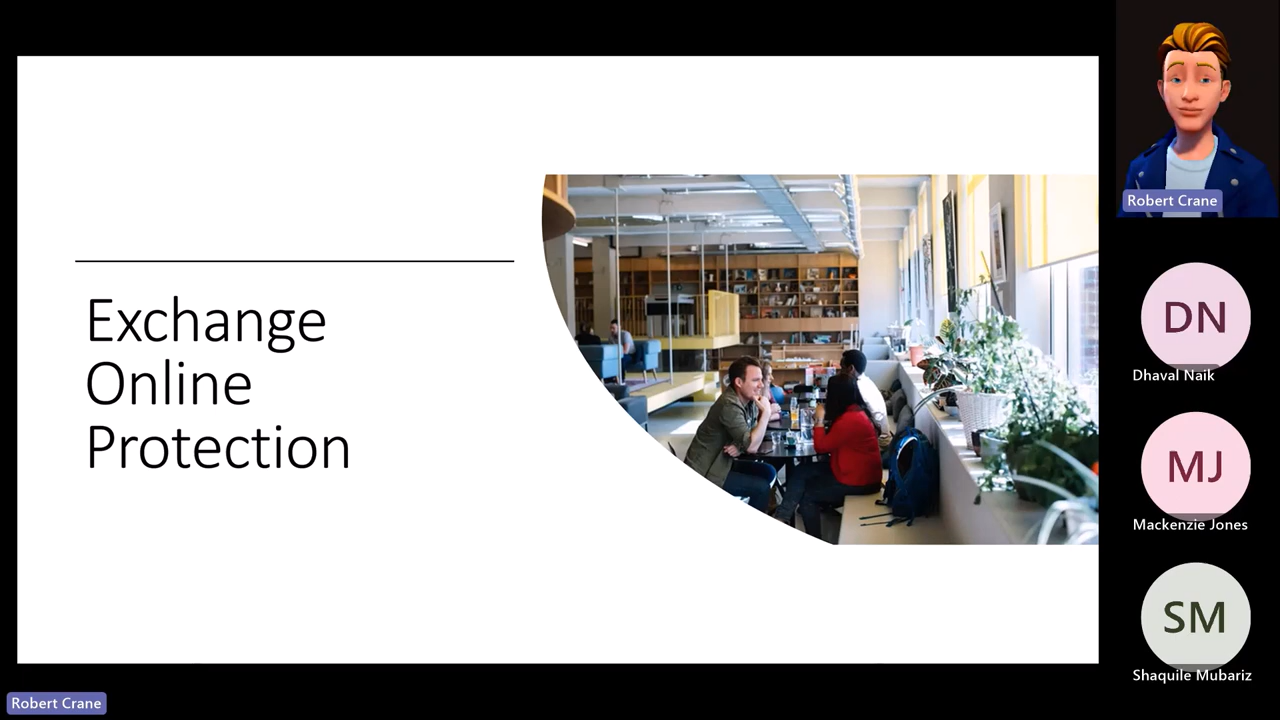 Exchange
Online
Protection
Robert Crane
DN
Dhaval Naik
MJ
Mackenzie Jones
SM
Shaquile Mubariz
Robert Crane